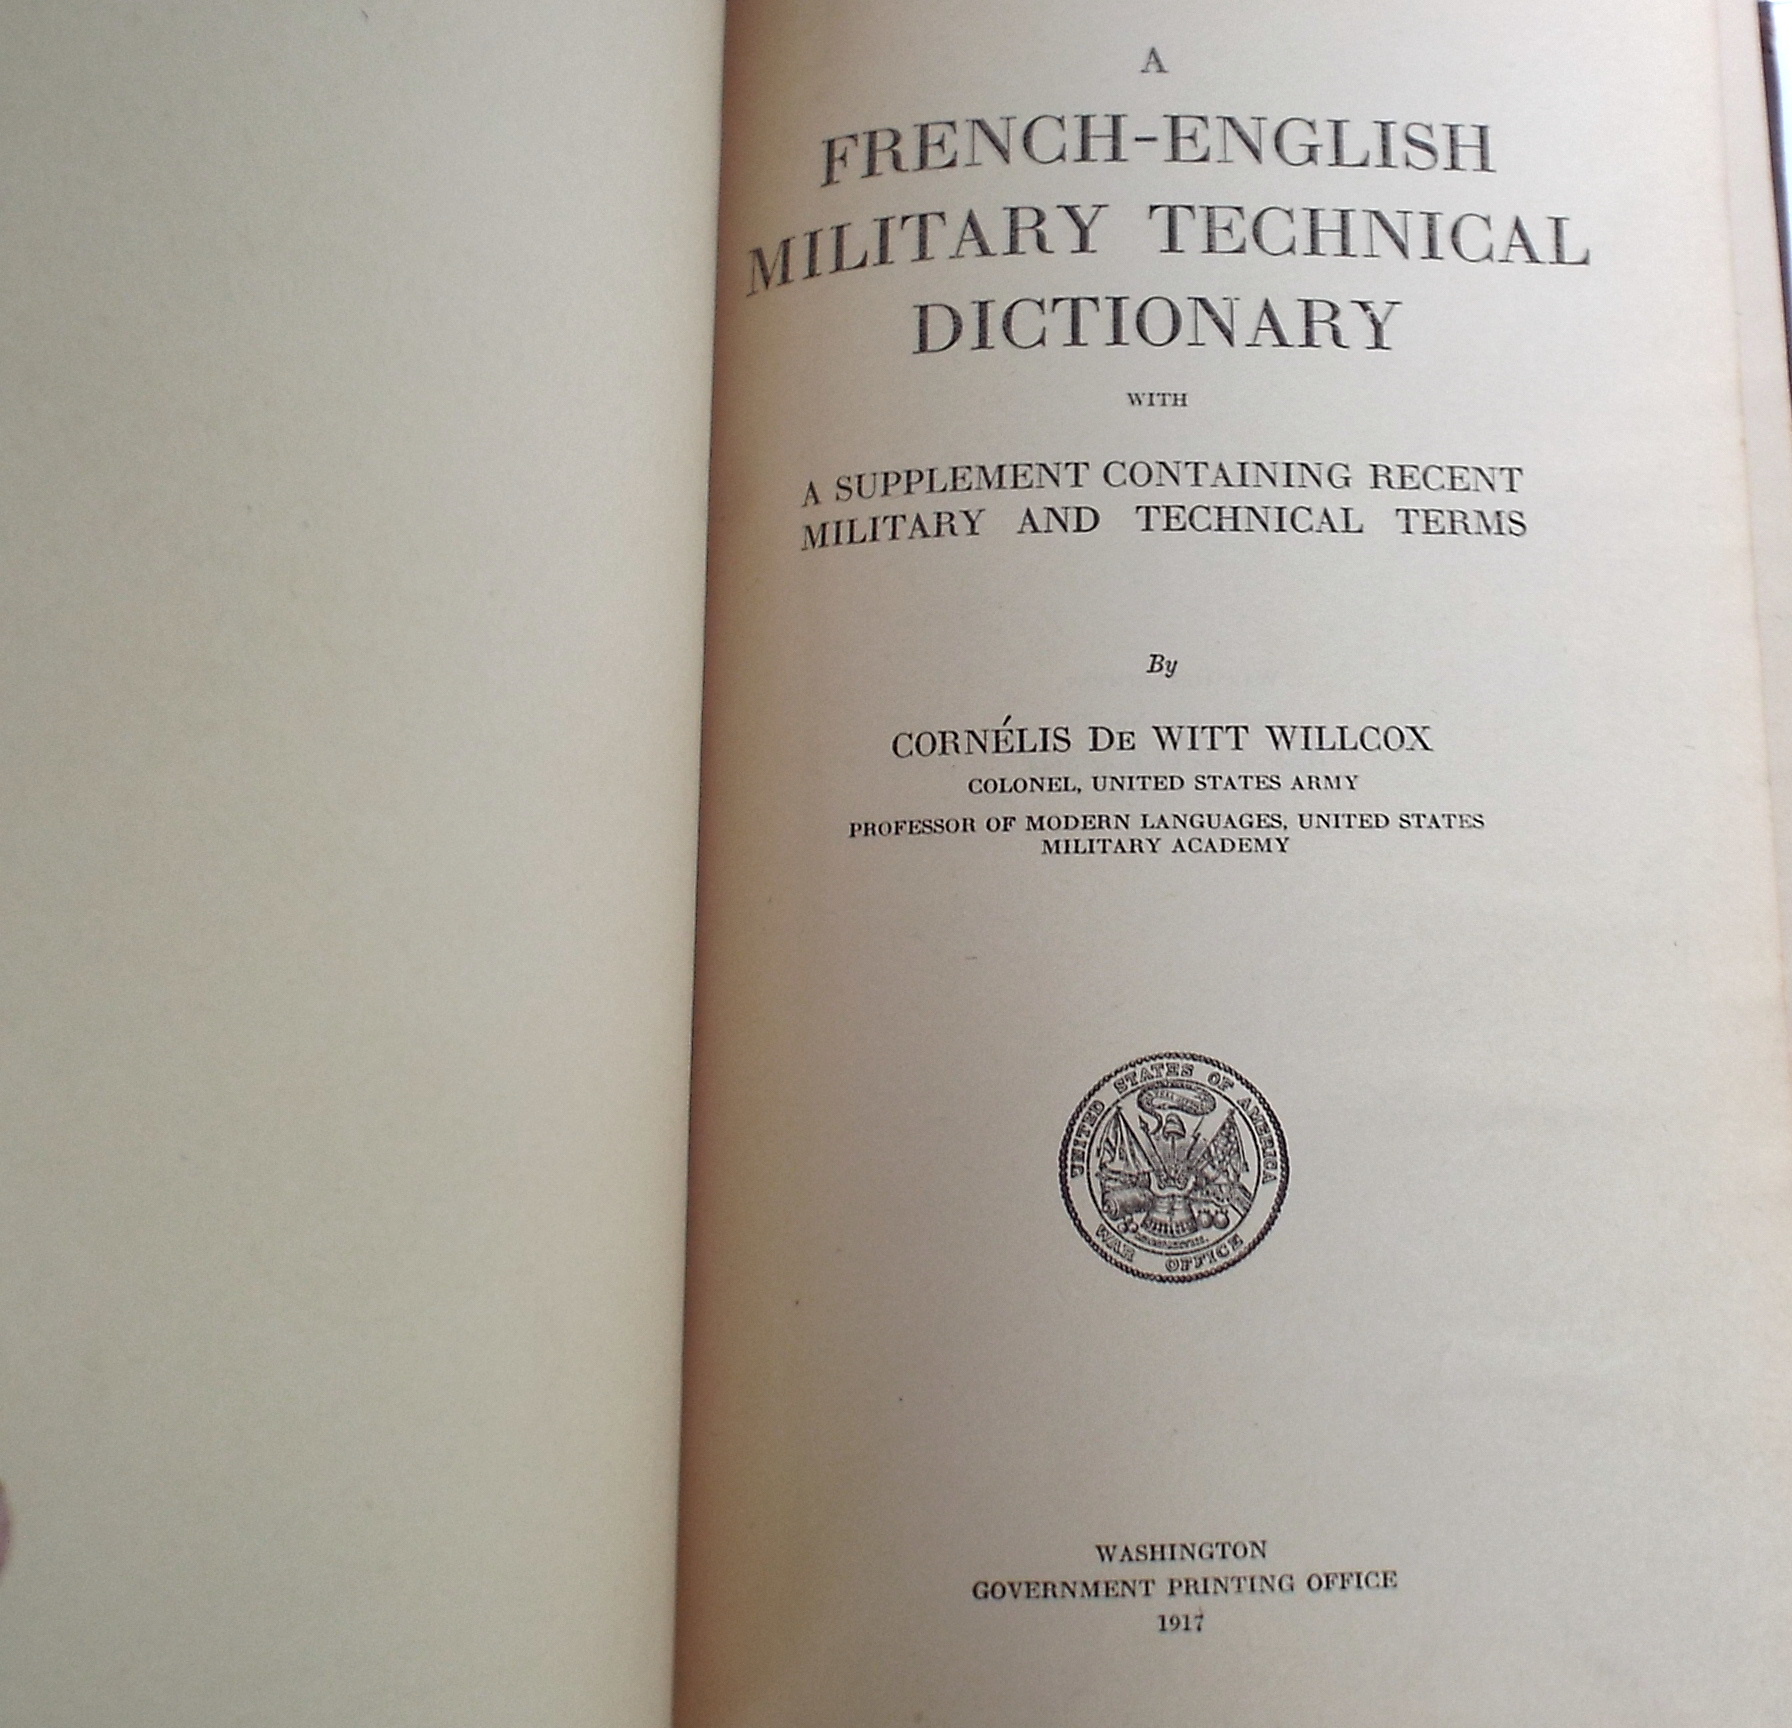 A
FRENCH-ENGLISH
MILITARY TECHNICAL
DICTIONARY
WITH
A SUPPLEMENT CONTAINING RECENT
MILITARY AND TECHNICAL TERMS
By
CORNÉLIS DE WITT WILLCOX
COLONEL, UNITED STATES ARMY
PROFESSOR OF MODERN LANGUAGES, UNITED STATES
MILITARY ACADEMY
UNITED STATES OF AMERICA
WAR OFFICE
WASHINGTON
GOVERNMENT PRINTING OFFICE
1917